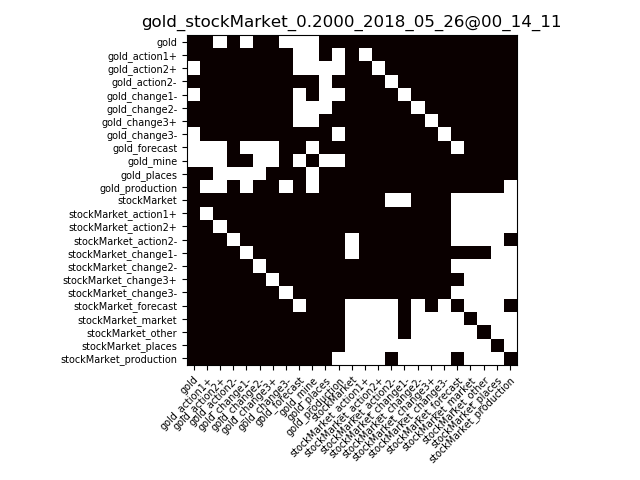 gold_stockMarket_0.2000_2018_05_26@00_14_11
gold
gold_action1+
gold_action2+
gold_action2-
gold_change1-
gold_change2-
gold_change3+
gold_change3-
gold_forecast
gold_mine
gold_places
gold_production
stockMarket
stockMarket_action1+
stockMarket_action2+
stockMarket_action2-
stockMarket_change1-
stockMarket_change2-
stockMarket_change3+
stockMarket_change3-
stockMarket_forecast
stockMarket_market
stockMarket_other
stockMarket_places
stockMarket_production
gold
gold_action1+
gold_action2+
gold_action2-
gold_change1-
gold_change2-
gold_change3+
gold_change3-
gold_forecast
gold_mine
gold_places
gold_production
stockMarket
stockMarket_action1+
stockMarket_action2+
stockMarket_action2-
stockMarket_change1-
stockMarket_change2-
stockMarket_change3+
stockMarket_change3-
stockMarket_forecast
stockMarket_market
stockMarket_other
stockMarket_places
stockMarket_production